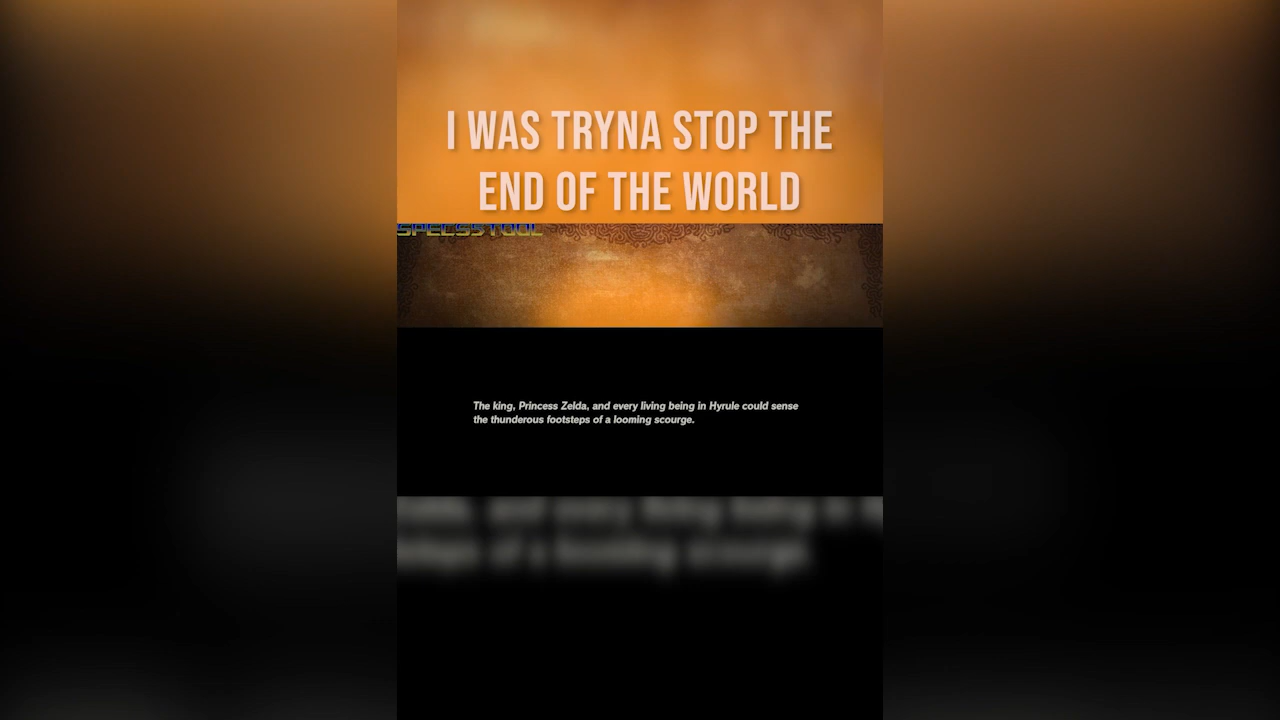 I WAS TRYNA STOP THE
END OF THE WORLD
SPECSSTOOL
The king, Princess Zelda, and every living being in Hyrule could sense
the thunderous footsteps of a looming scourge.